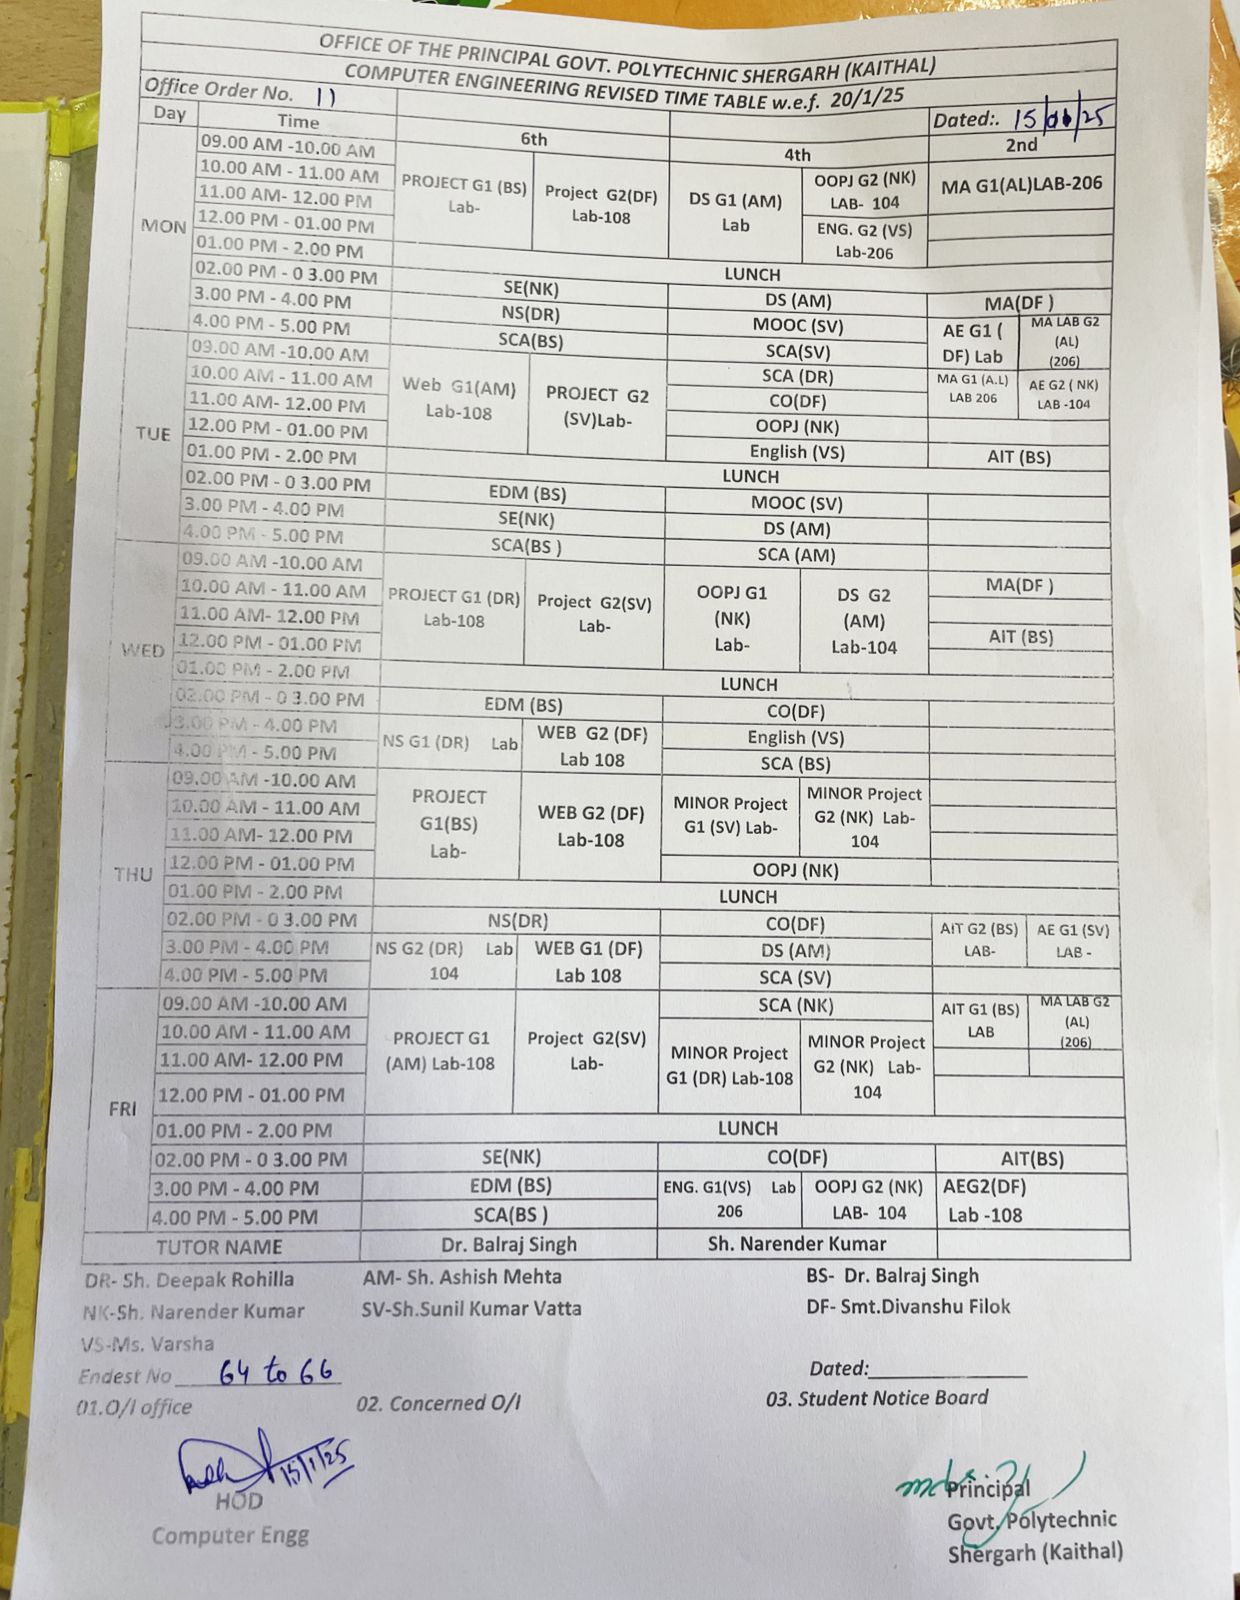 OFFICE OF THE PRINCIPAL GOVT. POLYTECHNIC SHERGARH (KAITHAL)
COMPUTER ENGINEERING REVISED TIME TABLE w.e.f. 20/1/25
Office Order No. 11
Dated:. 15/01/25
Day Time 6th 4th 2nd
MON
09.00 AM -10.00 AM
10.00 AM - 11.00 AM
11.00 AM- 12.00 PM
12.00 PM - 01.00 PM
01.00 PM - 2.00 PM
02.00 PM - 0 3.00 PM
3.00 PM - 4.00 PM
4.00 PM - 5.00 PM
PROJECT G1 (BS)
Lab-
Project G2(DF)
Lab-108
DS G1 (AM)
Lab
OOPJ G2 (NK)
LAB- 104
ENG. G2 (VS)
Lab-206
MA G1(AL)LAB-206
LUNCH
SE(NK) DS (AM) MA(DF )
NS(DR) MOOC (SV)
SCA(BS) SCA(SV)
AE G1 (
DF) Lab
MA LAB G2
(AL)
(206)
TUE
09.00 AM -10.00 AM
10.00 AM - 11.00 AM
11.00 AM- 12.00 PM
12.00 PM - 01.00 PM
01.00 PM - 2.00 PM
02.00 PM - 0 3.00 PM
3.00 PM - 4.00 PM
4.00 PM - 5.00 PM
Web G1(AM)
Lab-108
PROJECT G2
(SV)Lab-
SCA (DR)
CO(DF)
OOPJ (NK)
English (VS)
MA G1 (A.L)
LAB 206
AE G2 ( NK)
LAB -104
AIT (BS)
LUNCH
EDM (BS) MOOC (SV)
SE(NK) DS (AM)
SCA(BS ) SCA (AM)
WED
09.00 AM -10.00 AM
10.00 AM - 11.00 AM
11.00 AM- 12.00 PM
12.00 PM - 01.00 PM
01.00 PM - 2.00 PM
02.00 PM - 0 3.00 PM
3.00 PM - 4.00 PM
4.00 PM - 5.00 PM
PROJECT G1 (DR)
Lab-108
Project G2(SV)
Lab-
OOPJ G1
(NK)
Lab-
DS G2
(AM)
Lab-104
MA(DF )
AIT (BS)
LUNCH
EDM (BS) CO(DF)
NS G1 (DR) Lab
WEB G2 (DF)
Lab 108
English (VS)
SCA (BS)
THU
09.00 AM -10.00 AM
10.00 AM - 11.00 AM
11.00 AM- 12.00 PM
12.00 PM - 01.00 PM
01.00 PM - 2.00 PM
02.00 PM - 0 3.00 PM
3.00 PM - 4.00 PM
4.00 PM - 5.00 PM
PROJECT
G1(BS)
Lab-
WEB G2 (DF)
Lab-108
MINOR Project
G1 (SV) Lab-
MINOR Project
G2 (NK) Lab-
104
OOPJ (NK)
LUNCH
NS(DR) CO(DF)
NS G2 (DR) Lab
104
WEB G1 (DF)
Lab 108
DS (AM)
SCA (SV)
AIT G2 (BS)
LAB-
AE G1 (SV)
LAB -
FRI
09.00 AM -10.00 AM
10.00 AM - 11.00 AM
11.00 AM- 12.00 PM
12.00 PM - 01.00 PM
01.00 PM - 2.00 PM
02.00 PM - 0 3.00 PM
3.00 PM - 4.00 PM
4.00 PM - 5.00 PM
PROJECT G1
(AM) Lab-108
Project G2(SV)
Lab-
SCA (NK)
MINOR Project
G1 (DR) Lab-108
MINOR Project
G2 (NK) Lab-
104
AIT G1 (BS)
LAB
MA LAB G2
(AL)
(206)
LUNCH
SE(NK) CO(DF) AIT(BS)
EDM (BS)
SCA(BS )
ENG. G1(VS) Lab
206
OOPJ G2 (NK)
LAB- 104
AEG2(DF)
Lab -108
TUTOR NAME Dr. Balraj Singh Sh. Narender Kumar
DR- Sh. Deepak Rohilla AM- Sh. Ashish Mehta BS- Dr. Balraj Singh
NK-Sh. Narender Kumar SV-Sh.Sunil Kumar Vatta DF- Smt.Divanshu Filok
VS-Ms. Varsha
Endest No 64 to 66 Dated:
01.O/I office 02. Concerned O/I 03. Student Notice Board
15/1/25
HOD
Computer Engg
Principal
Govt. Polytechnic
Shergarh (Kaithal)